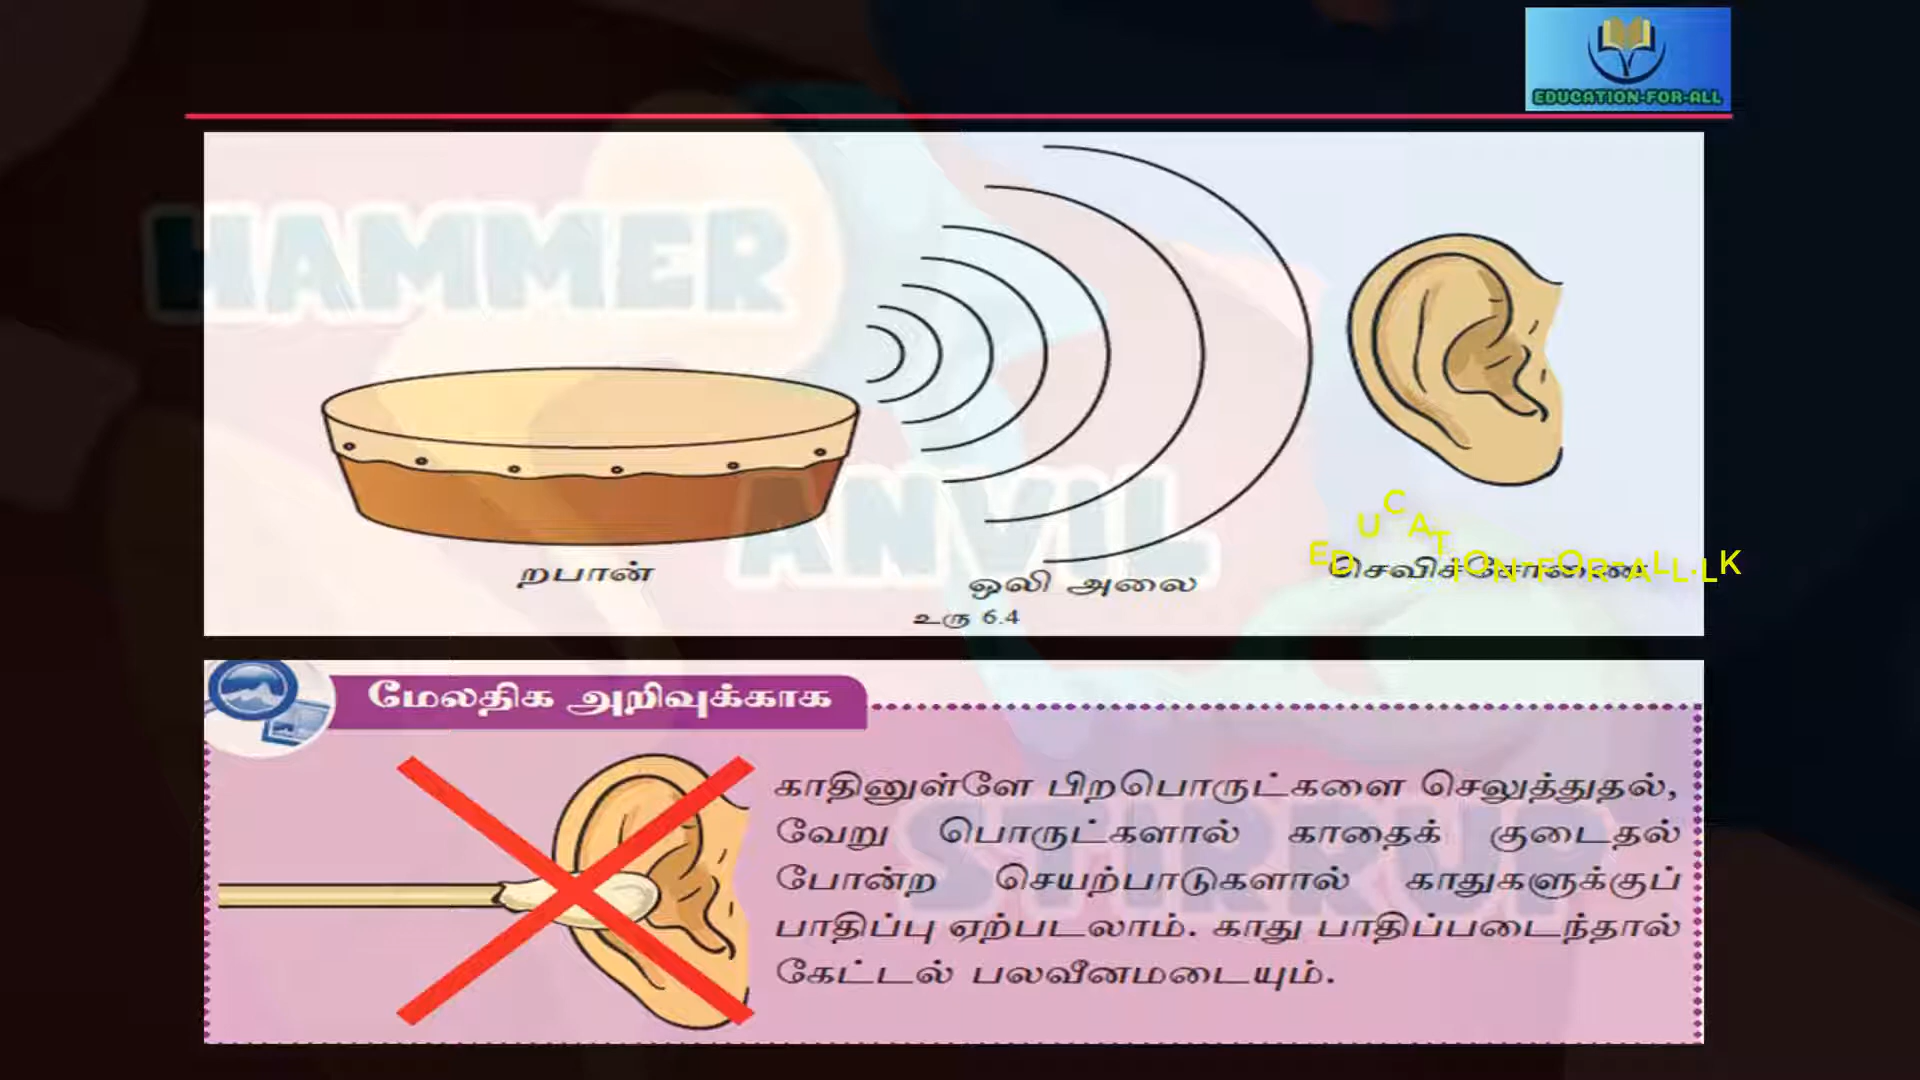 EDUCATION-FOR-ALL
HAMMER
ANVIL
றபான்
ஒலி அலை
EDUCATION-FOR-ALL.LK
உரு 6.4
மேலதிக அறிவுக்காக
காதினுள்ளே பிறபொருட்களை செலுத்துதல்,
வேறு பொருட்களால் காதைக் குடைதல்
போன்ற செயற்பாடுகளால் காதுகளுக்குப்
பாதிப்பு ஏற்படலாம். காது பாதிப்படைந்தால்
கேட்டல் பலவீனமடையும்.
STIRRUP